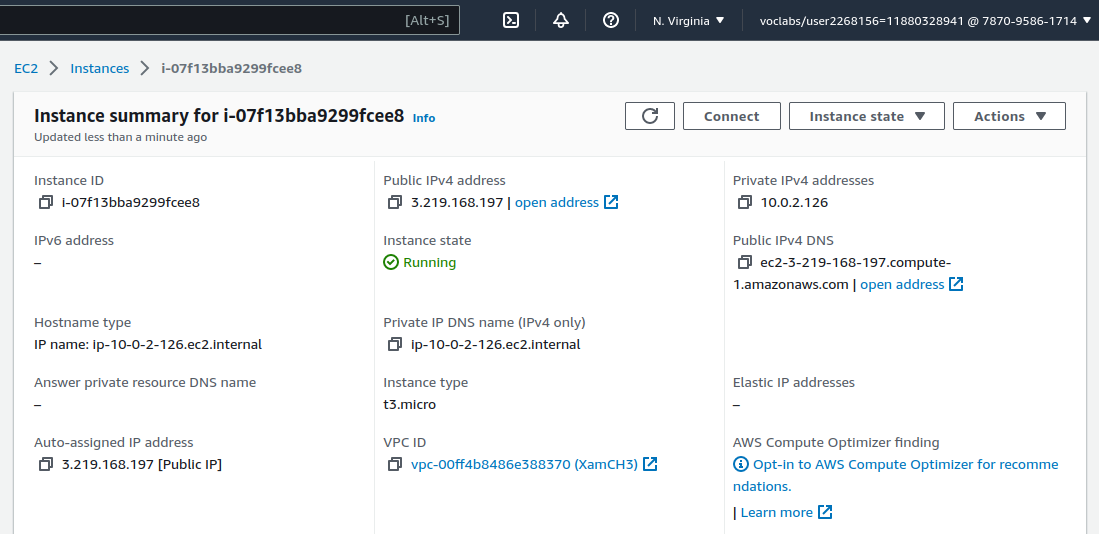 [Alt+S]
N. Virginia
voclabs/user2268156=11880328941 @ 7870-9586-1714
EC2
Instances
i-07f13bba9299fcee8
Instance summary for i-07f13bba9299fcee8 Info
Updated less than a minute ago
Connect
Instance state
Actions
Instance ID
i-07f13bba9299fcee8
Public IPv4 address
3.219.168.197 | open address
Private IPv4 addresses
10.0.2.126
IPv6 address
–
Instance state
Running
Public IPv4 DNS
ec2-3-219-168-197.compute-
1.amazonaws.com | open address
Hostname type
IP name: ip-10-0-2-126.ec2.internal
Private IP DNS name (IPv4 only)
ip-10-0-2-126.ec2.internal
Answer private resource DNS name
–
Instance type
t3.micro
Elastic IP addresses
–
Auto-assigned IP address
3.219.168.197 [Public IP]
VPC ID
vpc-00ff4b8486e388370 (XamCH3)
AWS Compute Optimizer finding
Opt-in to AWS Compute Optimizer for recomme
ndations.
| Learn more